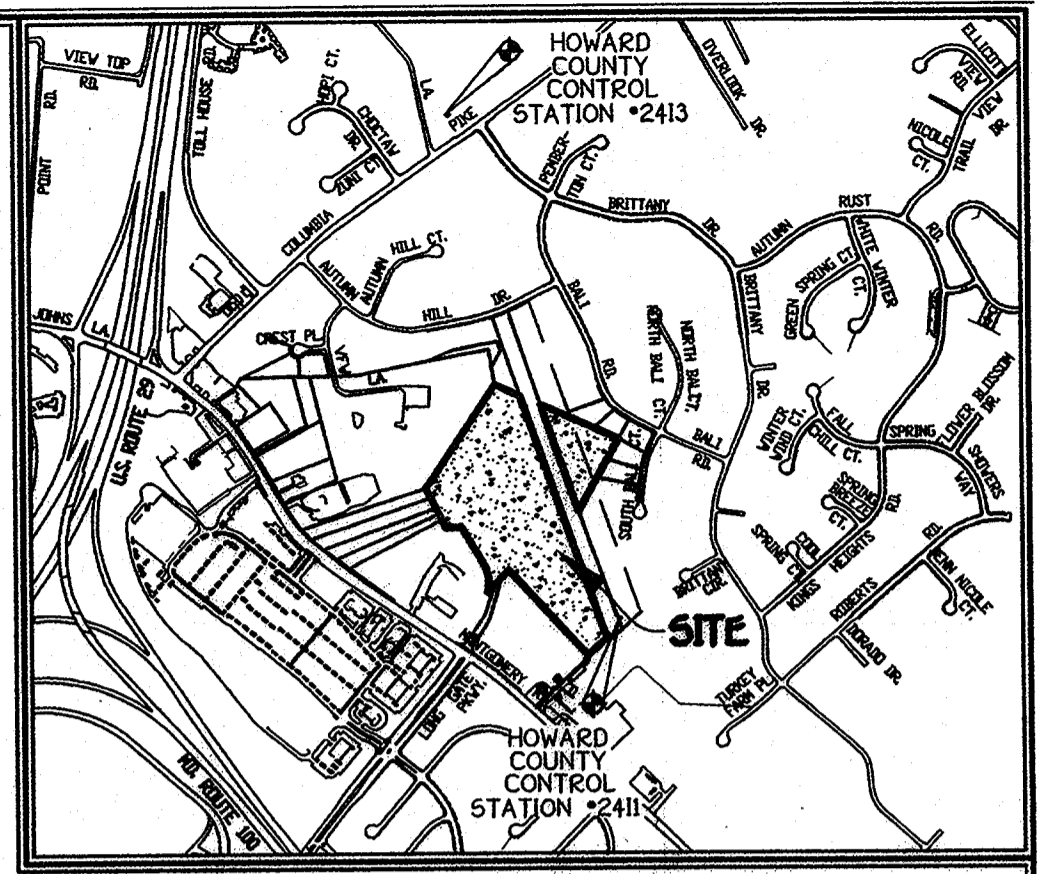 HOWARD
COUNTY
CONTROL
STATION •2413
VIEW TOP
RD.
RD.
POINT
TOLL HOUSE
RD.
HOPI CT.
CHOCTAW
DR.
ZUNI CT.
LA.
PIKE
COLUMBIA
OVERLOOK
DR.
ELLICOTT
VIEW
RD.
VIEW DR.
NICOLE
CT.
TRAIL
PEMBER-
TON CT.
BRITTANY
DR.
AUTUMN
RUST
RD.
WHITE WINTER
CT.
GREEN SPRING CT.
AUTUMN
HILL
DR.
AUTUMN HILL CT.
BALI
RD.
NORTH BALI CT.
NORTH BALI CT.
BRITTANY
DR.
BALI
RD.
SOUTH BALI CT.
JOHNS
LA.
CREST PL.
VFW
LA.
U.S. ROUTE 29
WINTER
WIND CT.
FALL
CHILL CT.
SPRING
LOWER BLOSSOM
DR.
SHOWERS
WAY
SPRING
BREEZE
CT.
RD.
COOL
SPRING CT.
KINGS HEIGHTS
RD.
ROBERTS
JENN NICOLE
CT.
DORADO DR.
BRITTANY
CIR.
SITE
TURKEY
FARM PL.
MONTGOMERY
RD.
LONG GATE
PKWY.
MD. ROUTE 100
HOWARD
COUNTY
CONTROL
STATION •2411